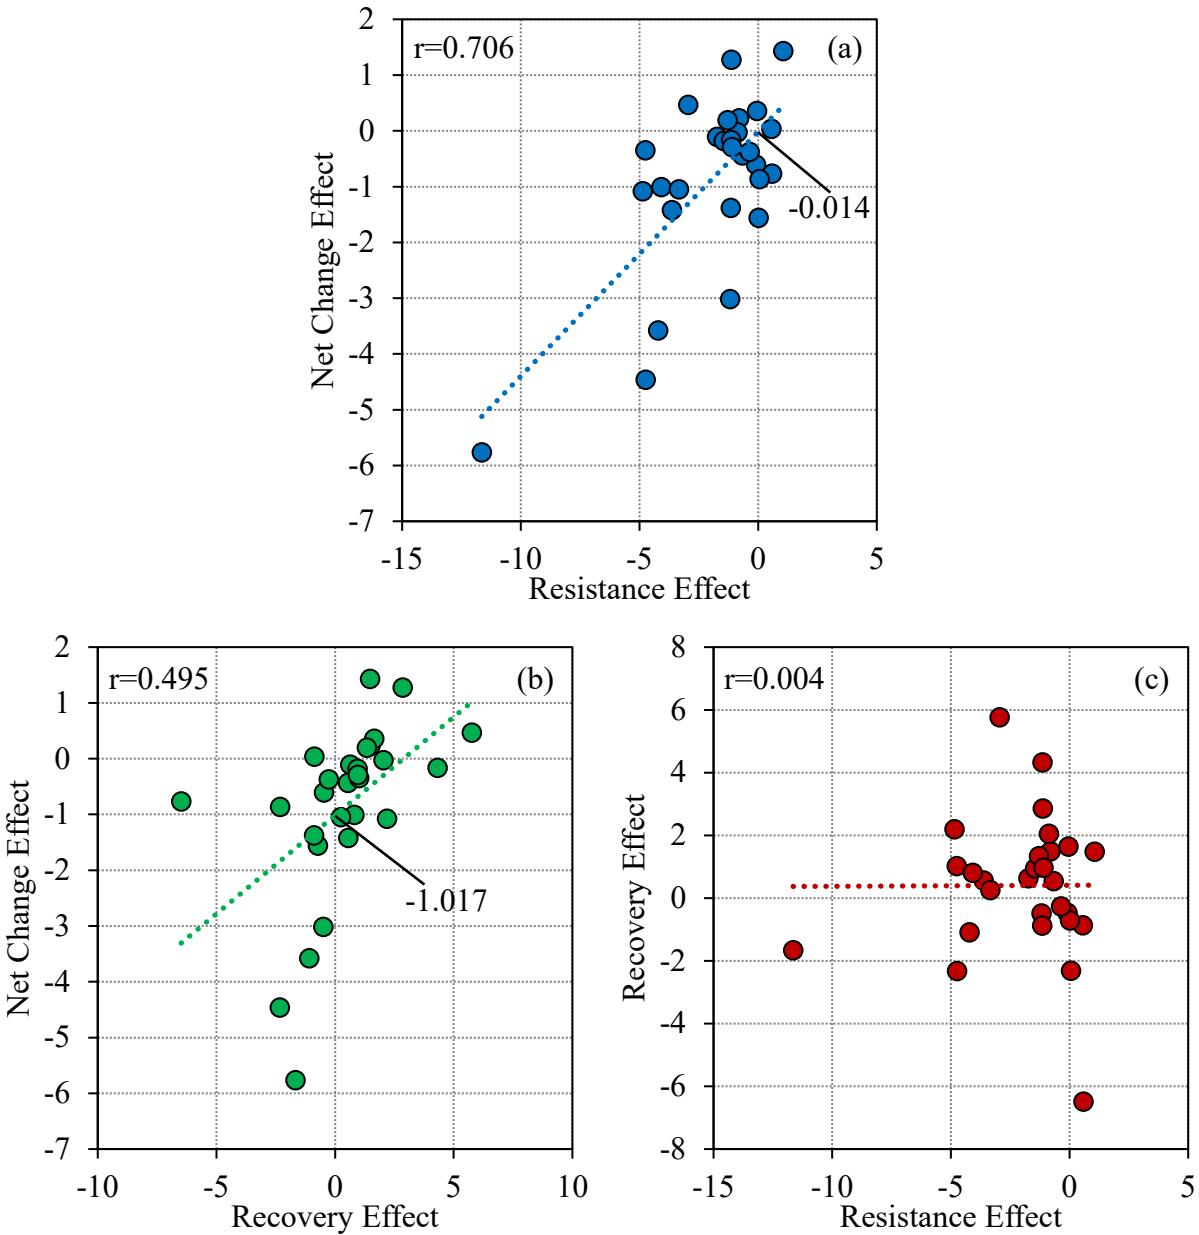 r=0.706
(a)
2
1
0
-1
-2
-3
-4
-5
-6
-7
Net Change Effect
-0.014
-15 -10 -5 0 5
Resistance Effect
r=0.495
(b)
2
1
0
-1
-2
-3
-4
-5
-6
-7
Net Change Effect
-1.017
-10 -5 0 5 10
Recovery Effect
r=0.004
(c)
8
6
4
2
0
-2
-4
-6
-8
Recovery Effect
-15 -10 -5 0 5
Resistance Effect